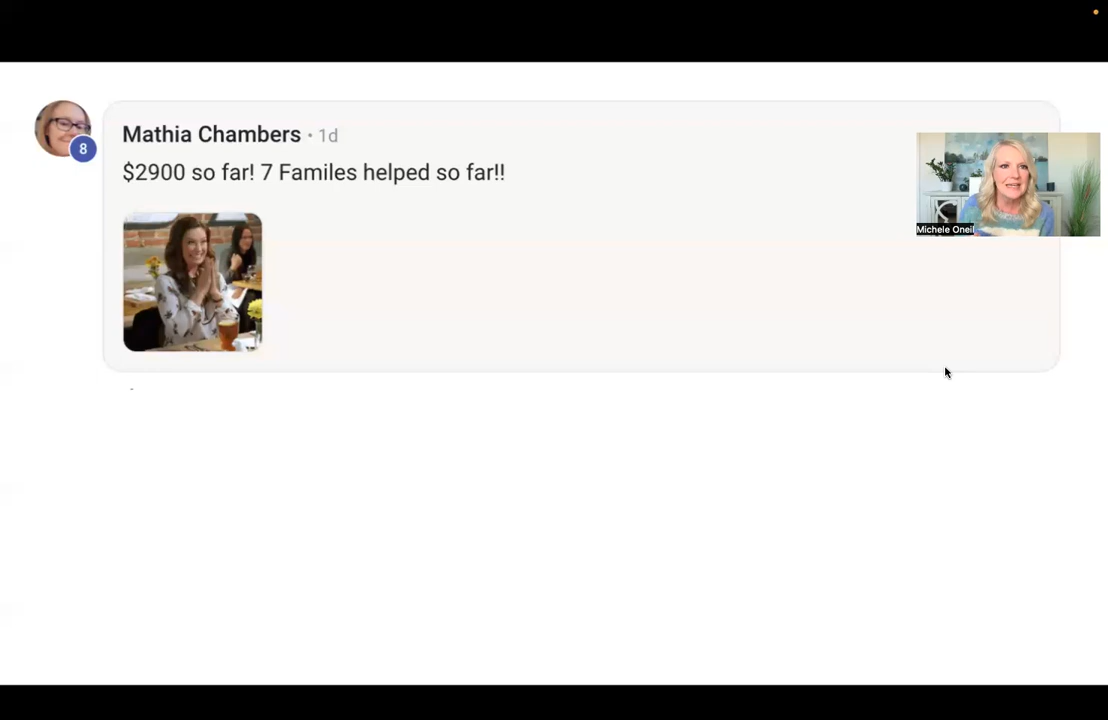 Mathia Chambers • 1d
8
$2900 so far! 7 Familes helped so far!!
Michele Oneil